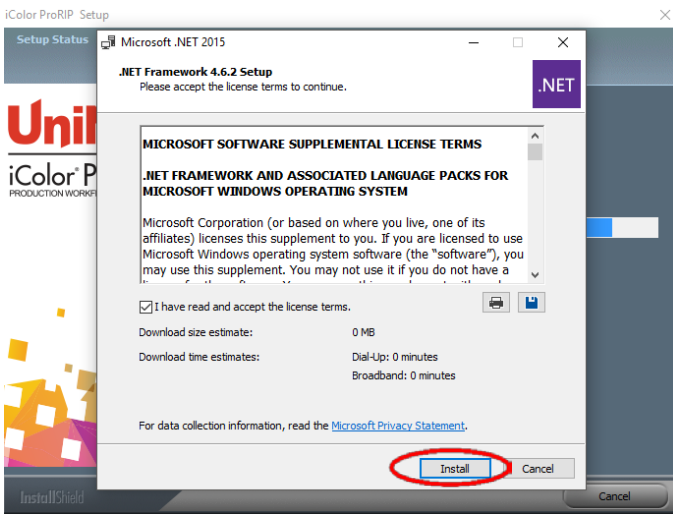 iColor ProRIP Setup
Setup Status
Microsoft .NET 2015
.NET Framework 4.6.2 Setup
Please accept the license terms to continue.
.NET
MICROSOFT SOFTWARE SUPPLEMENTAL LICENSE TERMS
.NET FRAMEWORK AND ASSOCIATED LANGUAGE PACKS FOR
MICROSOFT WINDOWS OPERATING SYSTEM
Microsoft Corporation (or based on where you live, one of its
affiliates) licenses this supplement to you. If you are licensed to use
Microsoft Windows operating system software (the “software”), you
may use this supplement. You may not use it if you do not have a
I have read and accept the license terms.
Download size estimate: 0 MB
Download time estimates: Dial-Up: 0 minutes
Broadband: 0 minutes
For data collection information, read the Microsoft Privacy Statement.
Install Cancel
iColor P
PRODUCTION
InstallShield
Cancel